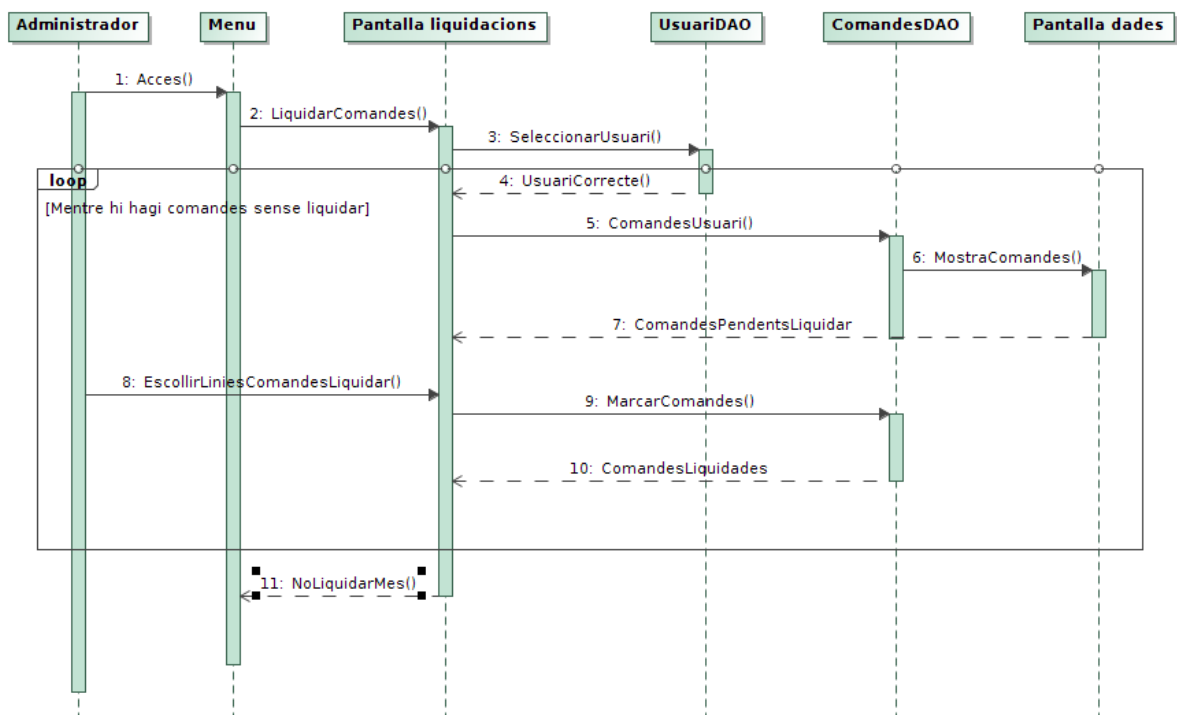 Administrador
Menu
Pantalla liquidacions
UsuariDAO
ComandesDAO
Pantalla dades
1: Acces()
2: LiquidarComandes()
3: SeleccionarUsuari()
loop
4: UsuariCorrecte()
[Mentre hi hagi comandes sense liquidar]
5: ComandesUsuari()
6: MostraComandes()
7: ComandesPendentsLiquidar
8: EscollirLiniesComandesLiquidar()
9: MarcarComandes()
10: ComandesLiquidades
11: NoLiquidarMes()